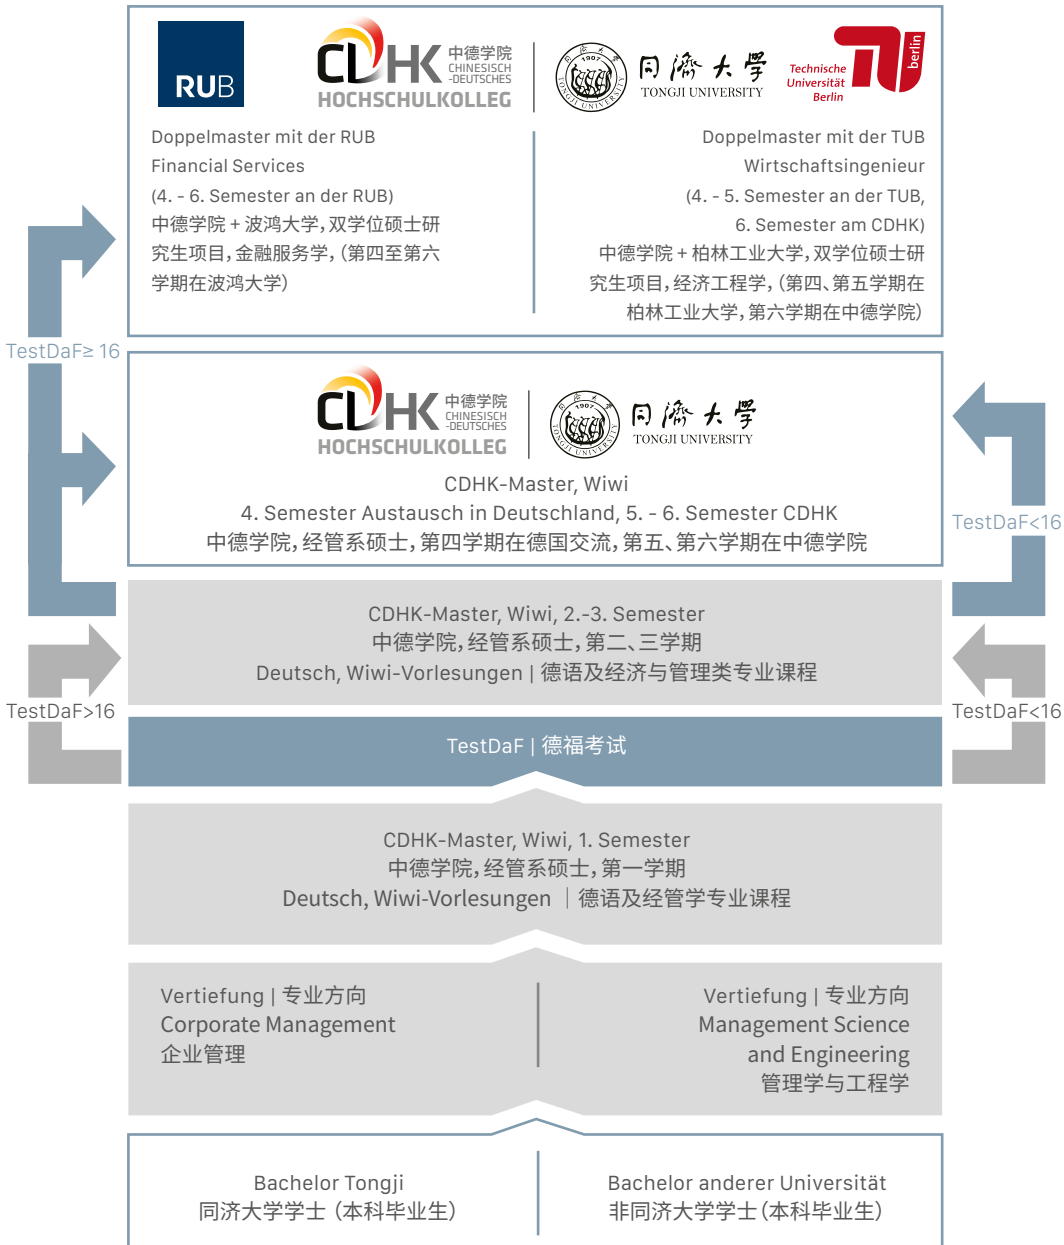 RUB
CDHK 中德学院
CHINESISCH
-DEUTSCHES
HOCHSCHULKOLLEG
1907
TONGJI UNIVERSITY
同濟大學
TONGJI UNIVERSITY
Technische
Universität
Berlin
berlin
Doppelmaster mit der RUB
Financial Services
(4. - 6. Semester an der RUB)
中德学院 + 波鸿大学，双学位硕士研
究生项目，金融服务学，（第四至第六
学期在波鸿大学）
Doppelmaster mit der TUB
Wirtschaftsingenieur
(4. - 5. Semester an der TUB,
6. Semester am CDHK)
中德学院 + 柏林工业大学，双学位硕士研
究生项目，经济工程学，（第四、第五学期在
柏林工业大学，第六学期在中德学院）
TestDaF≥ 16
CDHK 中德学院
CHINESISCH
-DEUTSCHES
HOCHSCHULKOLLEG
1907
TONGJI UNIVERSITY
同濟大學
TONGJI UNIVERSITY
CDHK-Master, Wiwi
4. Semester Austausch in Deutschland, 5. - 6. Semester CDHK
中德学院，经管系硕士，第四学期在德国交流，第五、第六学期在中德学院
TestDaF<16
CDHK-Master, Wiwi, 2.-3. Semester
中德学院，经管系硕士，第二、三学期
Deutsch, Wiwi-Vorlesungen | 德语及经济与管理类专业课程
TestDaF>16
TestDaF<16
TestDaF | 德福考试
CDHK-Master, Wiwi, 1. Semester
中德学院，经管系硕士，第一学期
Deutsch, Wiwi-Vorlesungen ｜德语及经管学专业课程
Vertiefung | 专业方向
Corporate Management
企业管理
Vertiefung | 专业方向
Management Science
and Engineering
管理学与工程学
Bachelor Tongji
同济大学学士（本科毕业生）
Bachelor anderer Universität
非同济大学学士（本科毕业生）